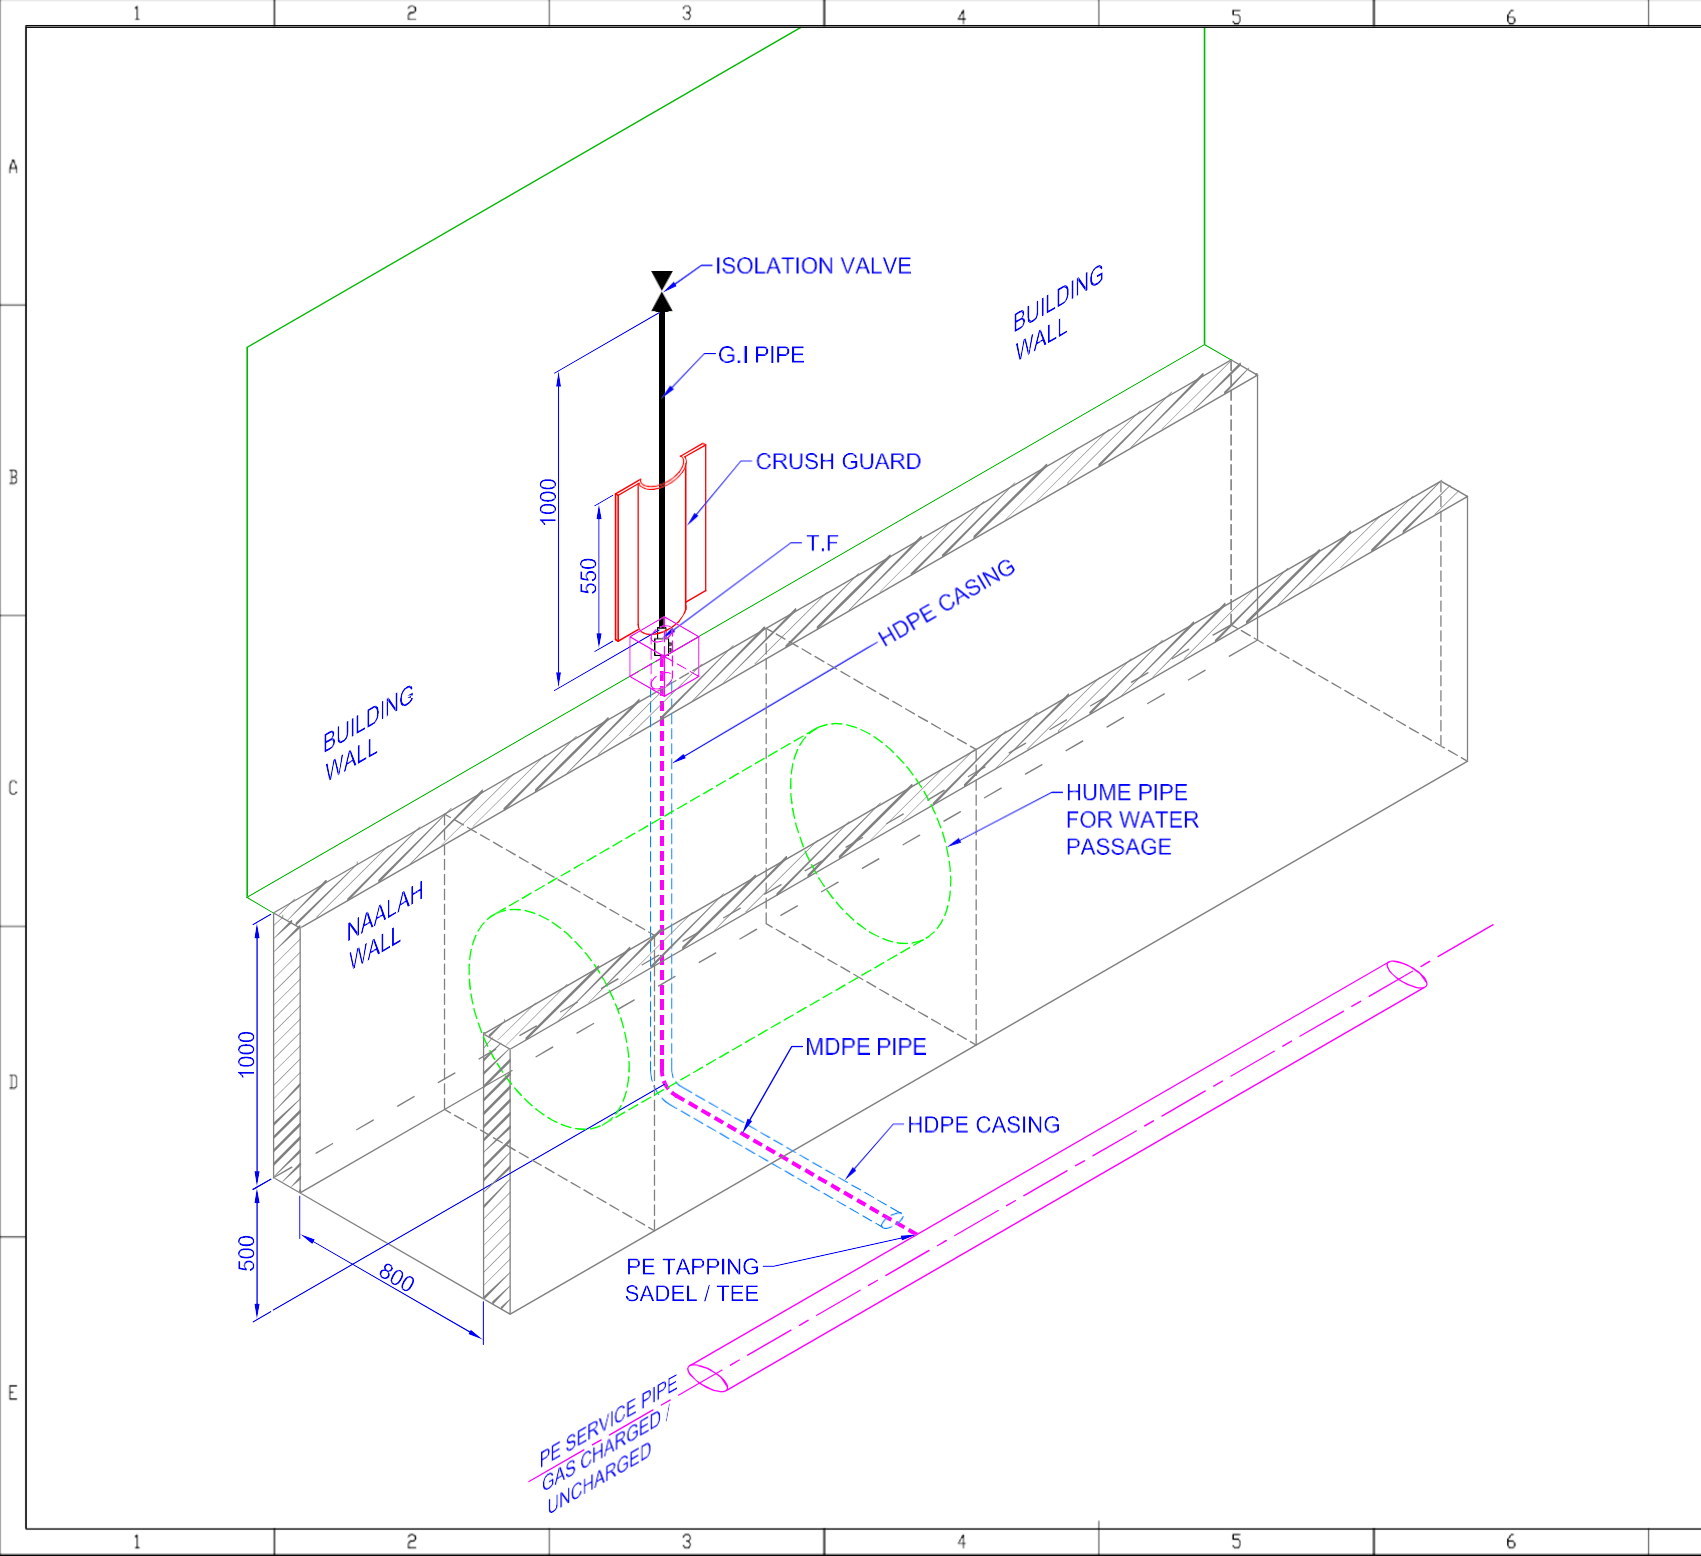 1 2 3 4 5 6
A
ISOLATION VALVE
BUILDING
WALL
G.I PIPE
B
CRUSH GUARD
1000
T.F
550
HDPE CASING
BUILDING
WALL
C
HUME PIPE
FOR WATER
PASSAGE
NAALAH
WALL
1000
MDPE PIPE
D
HDPE CASING
500
800
PE TAPPING
SADEL / TEE
E
PE SERVICE PIPE
GAS CHARGED /
UNCHARGED
1 2 3 4 5 6